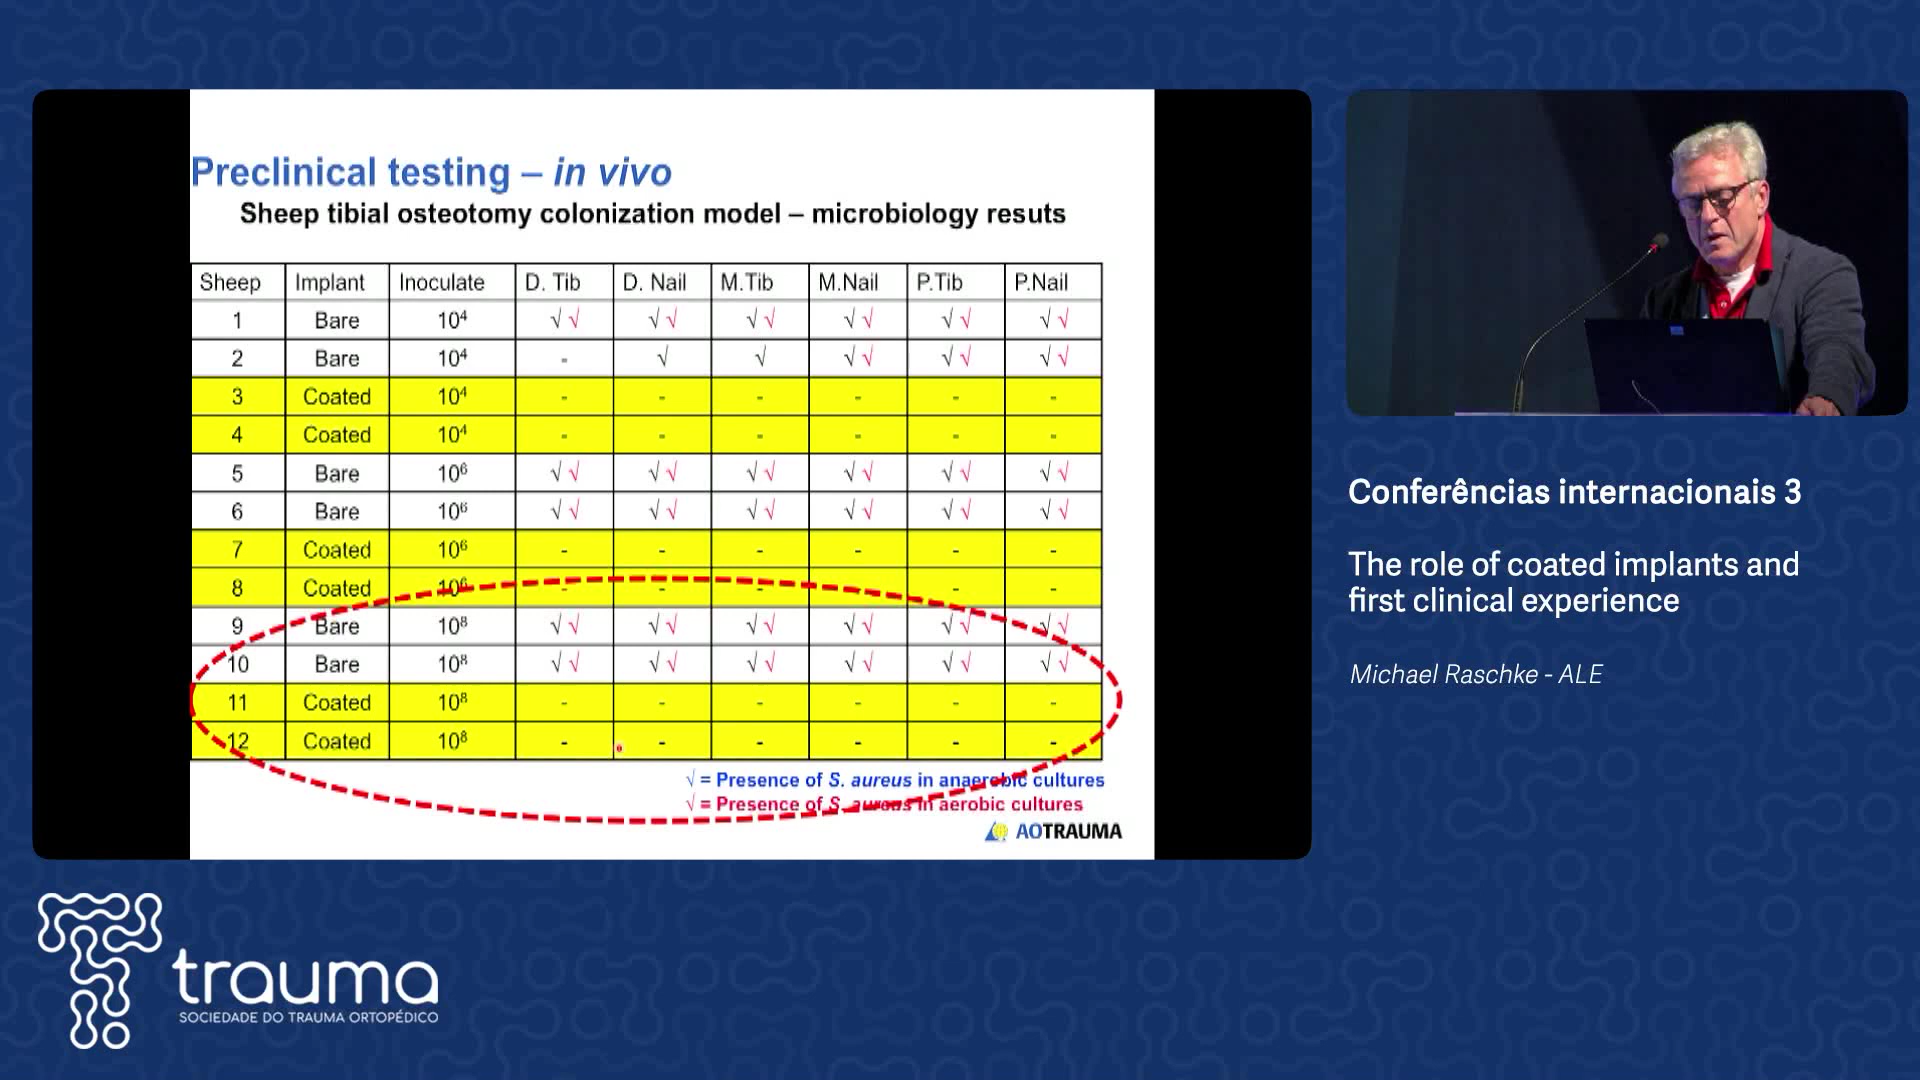 Preclinical testing – in vivo
Sheep tibial osteotomy colonization model – microbiology resuts
Sheep Implant Inoculate D. Tib D. Nail M.Tib M.Nail P.Tib P.Nail
1 Bare 10⁴ √ √ √ √ √ √ √ √ √ √ √ √
2 Bare 10⁴ - √ √ √ √ √ √ √ √
3 Coated 10⁴ - - - - - -
4 Coated 10⁴ - - - - - -
5 Bare 10⁶ √ √ √ √ √ √ √ √ √ √ √ √
6 Bare 10⁶ √ √ √ √ √ √ √ √ √ √ √ √
7 Coated 10⁶ - - - - - -
8 Coated 10⁶ - - - - - -
9 Bare 10⁸ √ √ √ √ √ √ √ √ √ √ √ √
10 Bare 10⁸ √ √ √ √ √ √ √ √ √ √ √ √
11 Coated 10⁸ - - - - - -
12 Coated 10⁸ - - - - - -
√ = Presence of S. aureus in anaerobic cultures
√ = Presence of S. aureus in aerobic cultures
AOTRAUMA
Conferências internacionais 3
The role of coated implants and
first clinical experience
Michael Raschke - ALE
trauma
SOCIEDADE DO TRAUMA ORTOPÉDICO